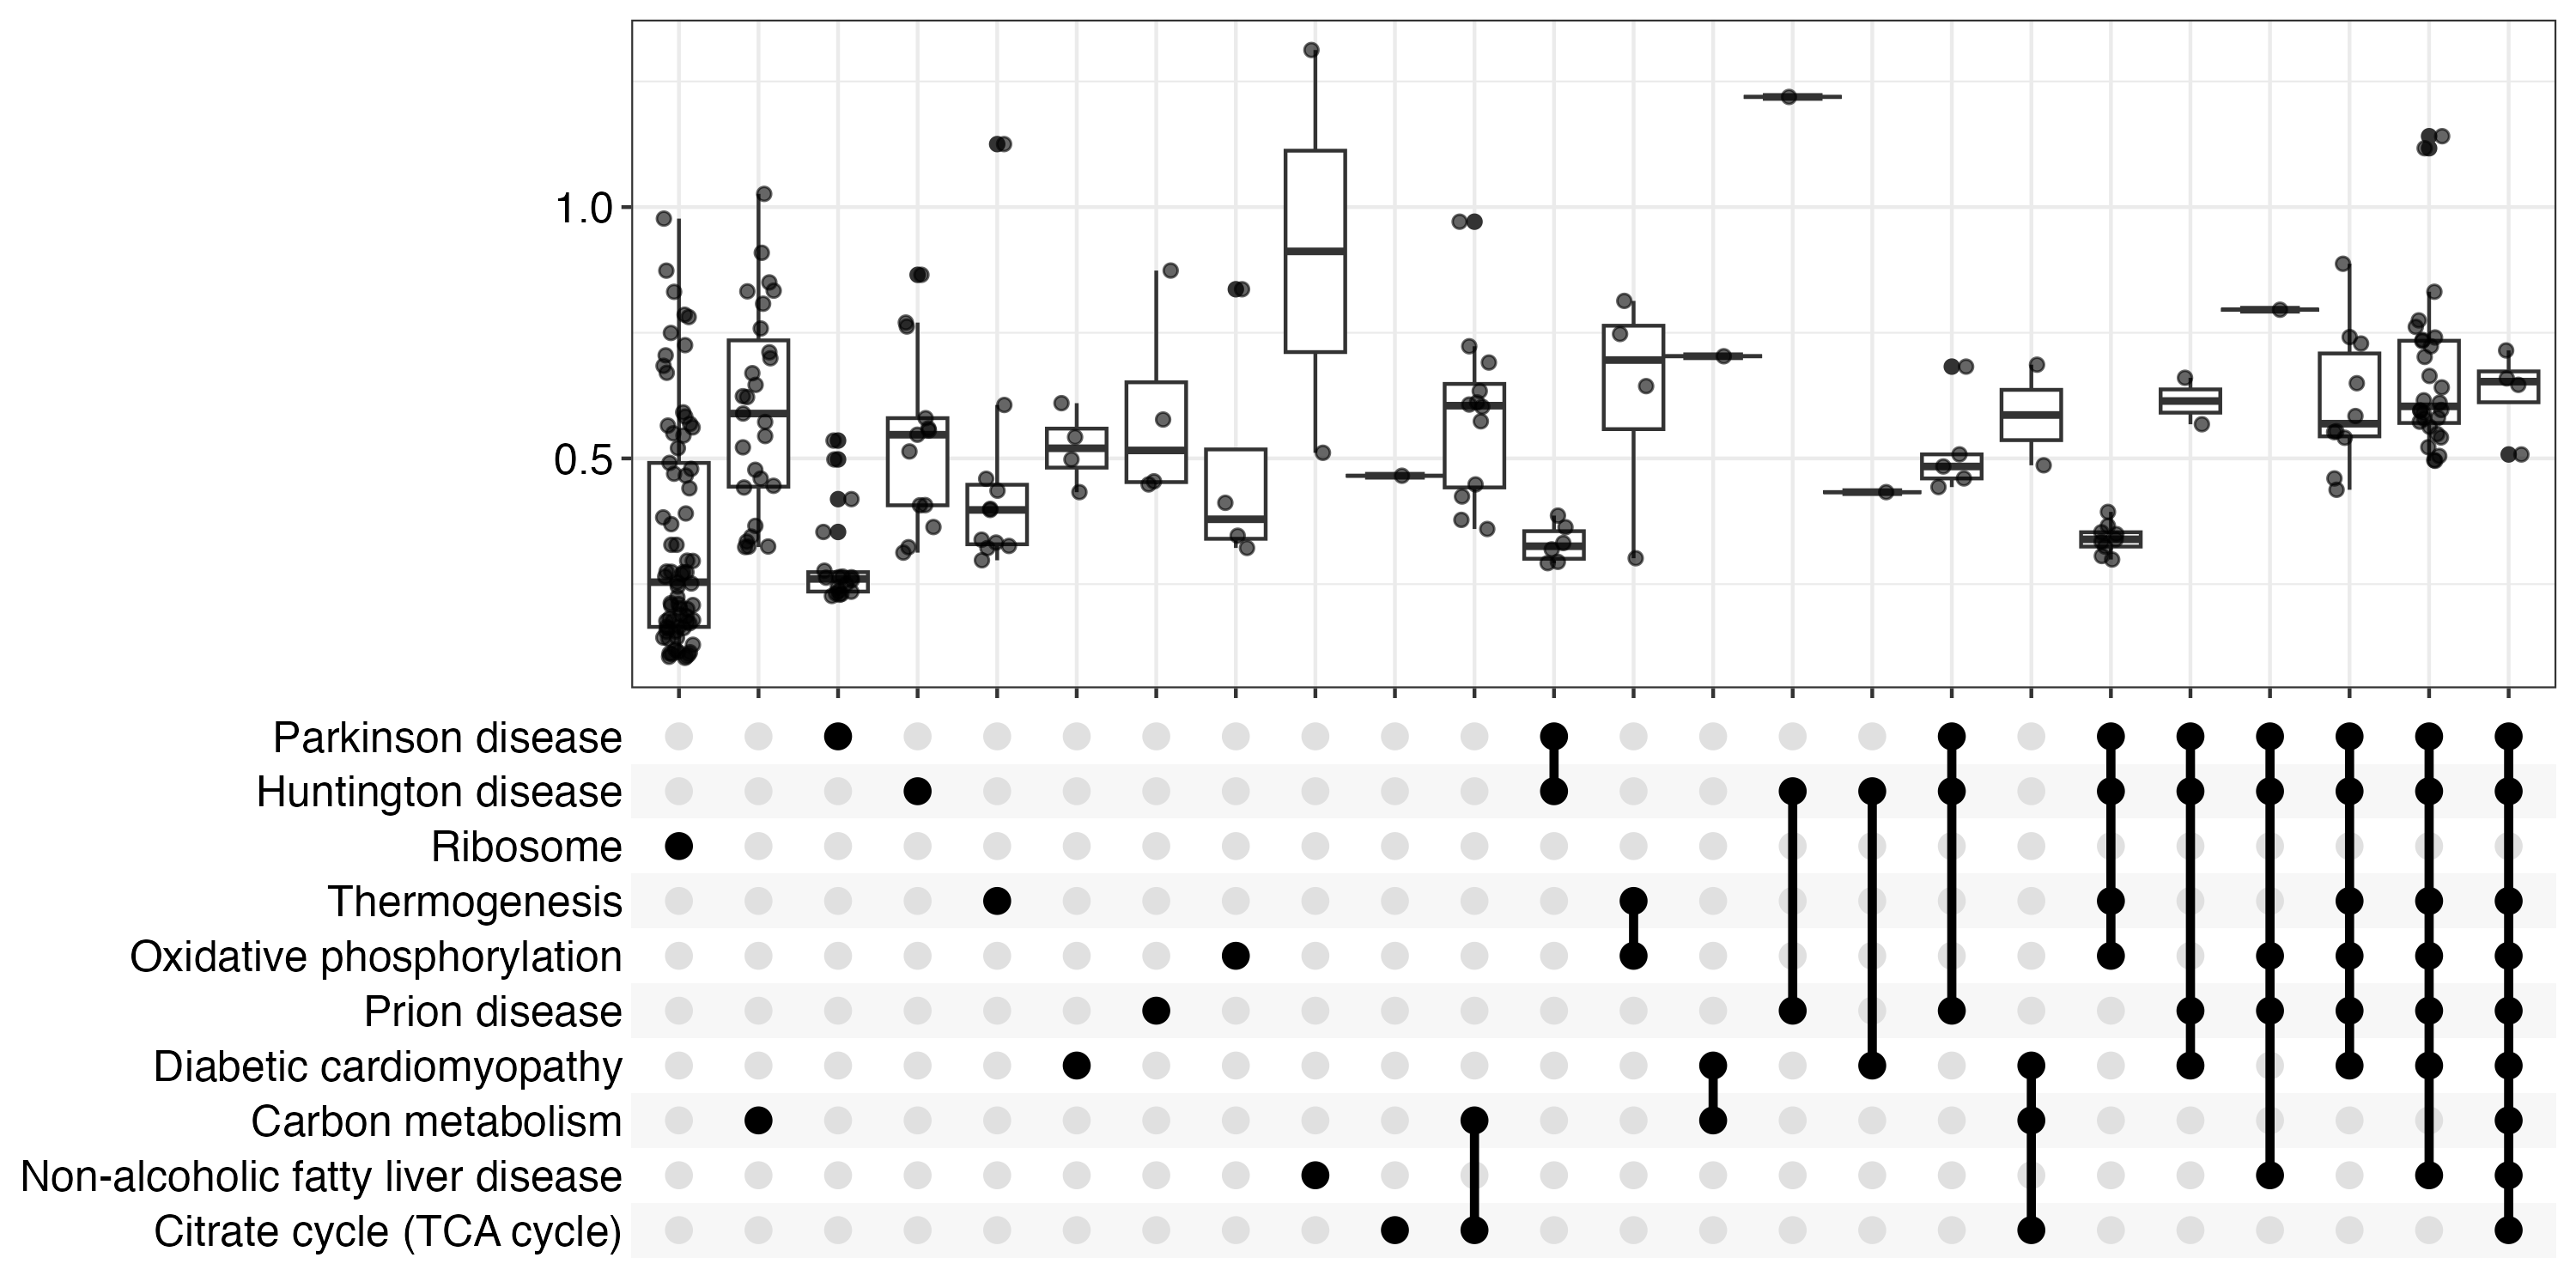 1.0
0.5
Parkinson disease
Huntington disease
Ribosome
Thermogenesis
Oxidative phosphorylation
Prion disease
Diabetic cardiomyopathy
Carbon metabolism
Non-alcoholic fatty liver disease
Citrate cycle (TCA cycle)